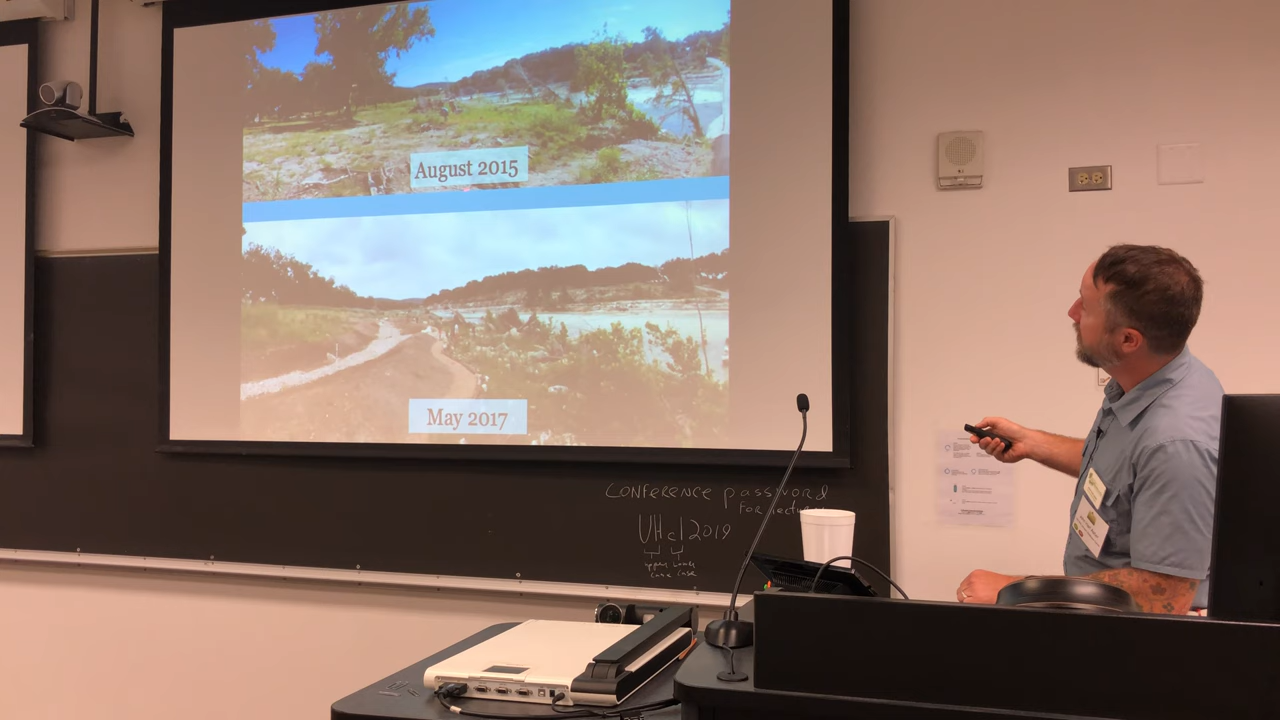 August 2015
May 2017
CONFERENCE password
FOR lecture
UHcl2019
upper Lower
case case